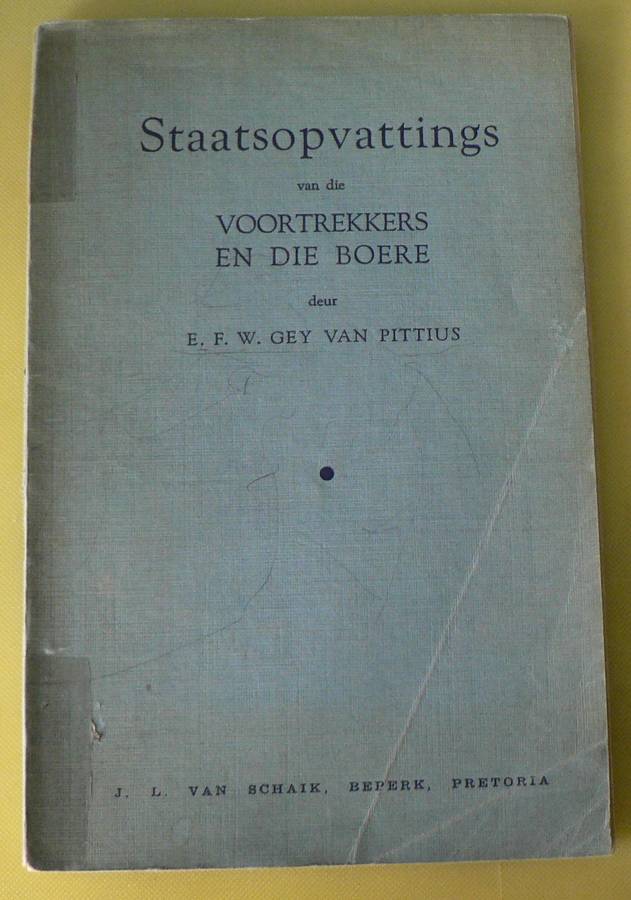 Staatsopvattings
van die
VOORTREKKERS
EN DIE BOERE
deur
E. F. W. GEY VAN PITTIUS
J. L. VAN SCHAIK, BEPERK, PRETORIA